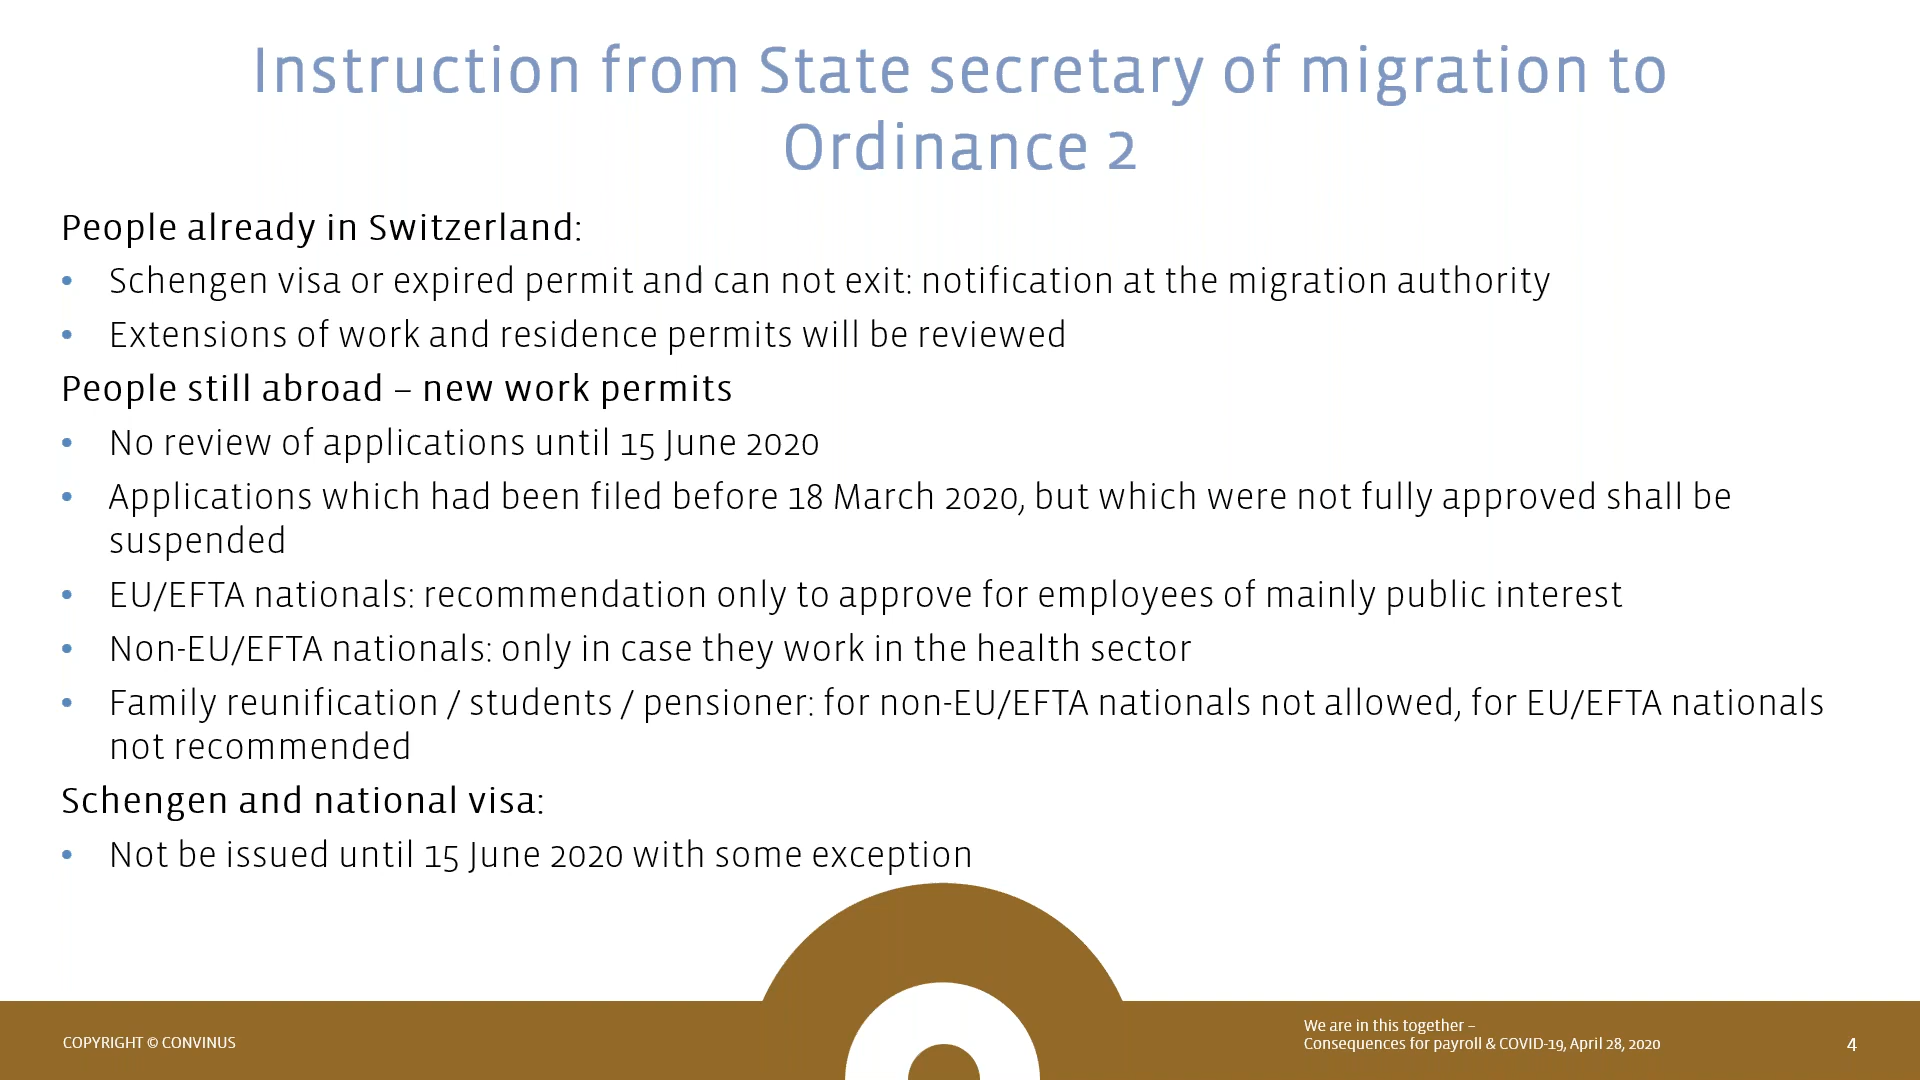 Instruction from State secretary of migration to
Ordinance 2
People already in Switzerland:
• Schengen visa or expired permit and can not exit: notification at the migration authority
• Extensions of work and residence permits will be reviewed
People still abroad – new work permits
• No review of applications until 15 June 2020
• Applications which had been filed before 18 March 2020, but which were not fully approved shall be
suspended
• EU/EFTA nationals: recommendation only to approve for employees of mainly public interest
• Non-EU/EFTA nationals: only in case they work in the health sector
• Family reunification / students / pensioner: for non-EU/EFTA nationals not allowed, for EU/EFTA nationals
not recommended
Schengen and national visa:
• Not be issued until 15 June 2020 with some exception
COPYRIGHT © CONVINUS
We are in this together –
Consequences for payroll & COVID-19, April 28, 2020
4